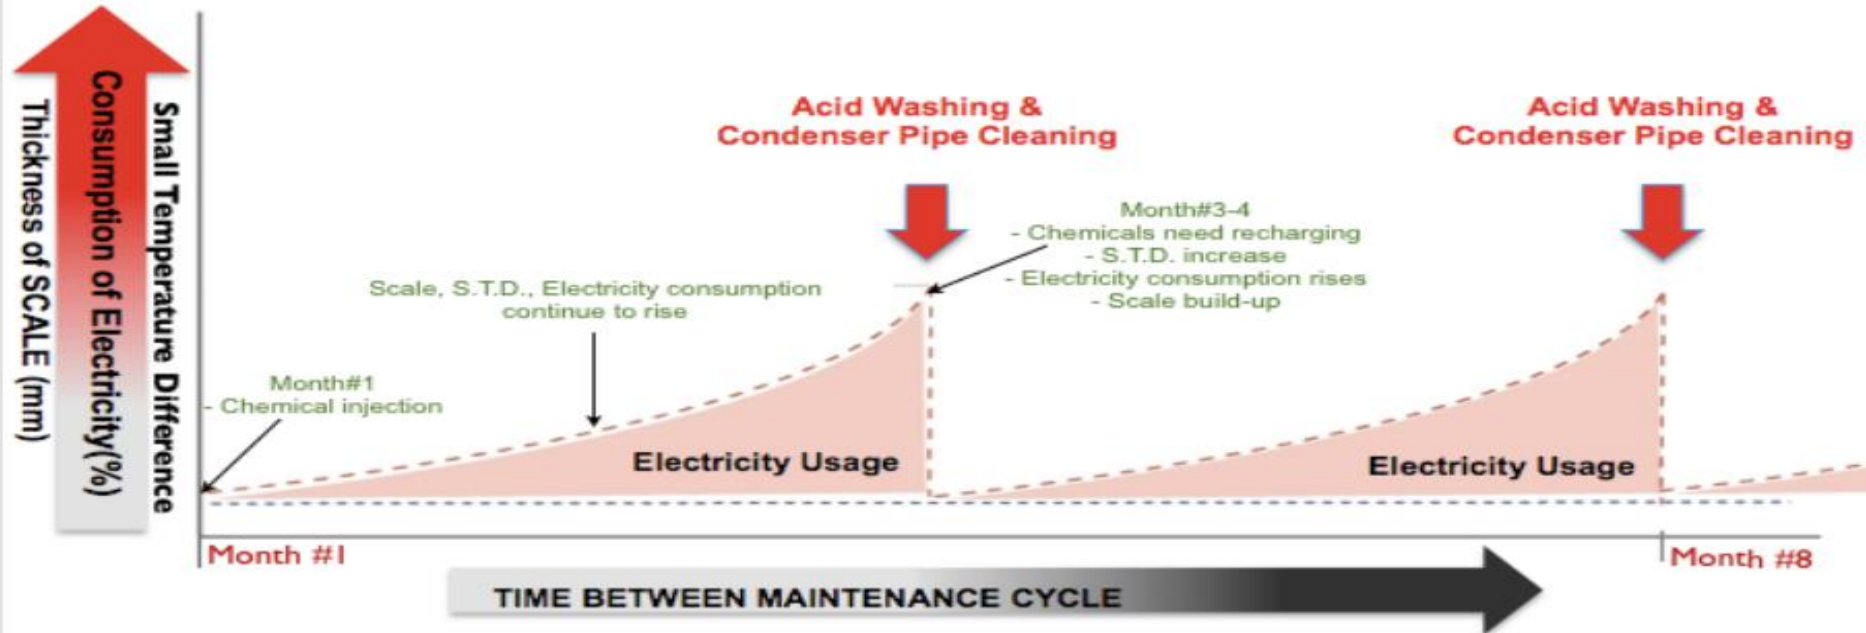 Thickness of SCALE (mm)
Consumption of Electricity(%)
Small Temperature Difference
Acid Washing &
Condenser Pipe Cleaning
Acid Washing &
Condenser Pipe Cleaning
Month#3-4
- Chemicals need recharging
- S.T.D. increase
- Electricity consumption rises
- Scale build-up
Scale, S.T.D., Electricity consumption
continue to rise
Month#1
- Chemical injection
Electricity Usage
Electricity Usage
Month #1
Month #8
TIME BETWEEN MAINTENANCE CYCLE